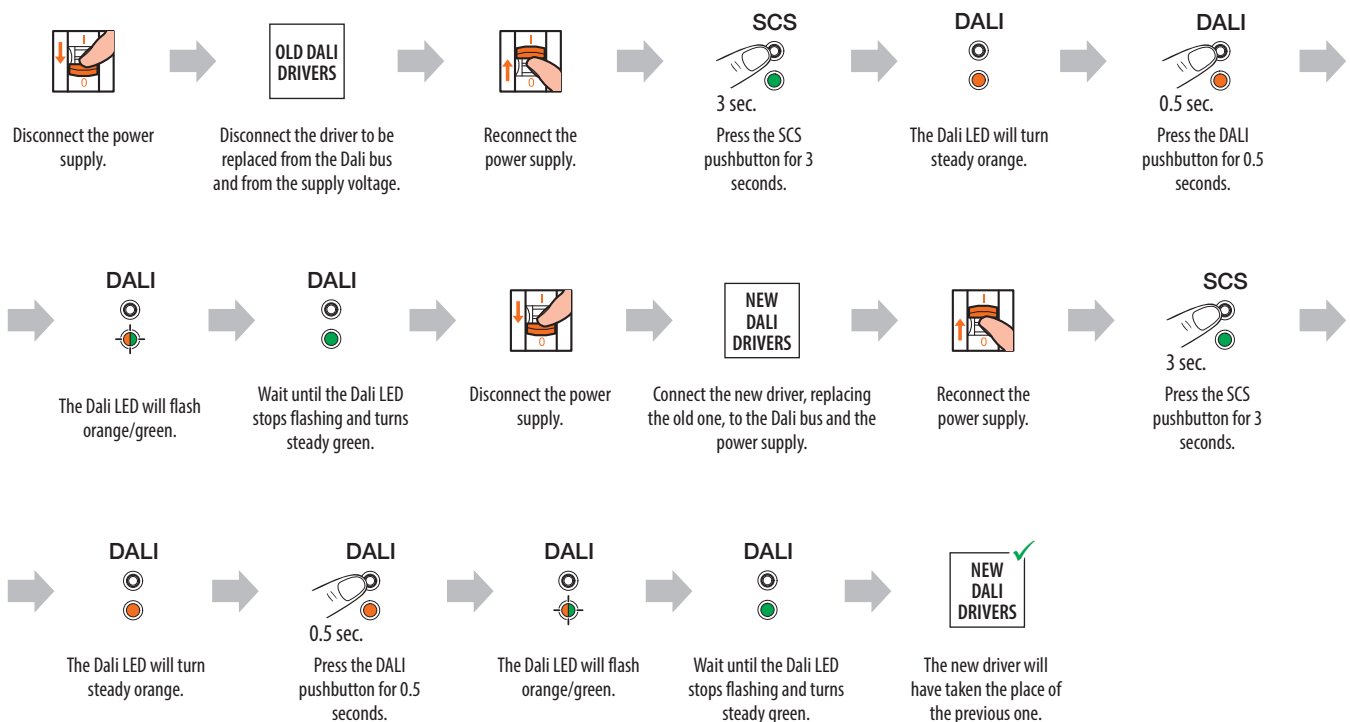 I
0
Disconnect the power
supply.
OLD DALI
DRIVERS
Disconnect the driver to be
replaced from the Dali bus
and from the supply voltage.
I
0
Reconnect the
power supply.
SCS
3 sec.
Press the SCS
pushbutton for 3
seconds.
DALI
The Dali LED will turn
steady orange.
DALI
0.5 sec.
Press the DALI
pushbutton for 0.5
seconds.
DALI
The Dali LED will flash
orange/green.
DALI
Wait until the Dali LED
stops flashing and turns
steady green.
I
0
Disconnect the power
supply.
NEW
DALI
DRIVERS
Connect the new driver, replacing
the old one, to the Dali bus and the
power supply.
I
0
Reconnect the
power supply.
SCS
3 sec.
Press the SCS
pushbutton for 3
seconds.
DALI
The Dali LED will turn
steady orange.
DALI
0.5 sec.
Press the DALI
pushbutton for 0.5
seconds.
DALI
The Dali LED will flash
orange/green.
DALI
Wait until the Dali LED
stops flashing and turns
steady green.
NEW
DALI
DRIVERS
The new driver will
have taken the place of
the previous one.